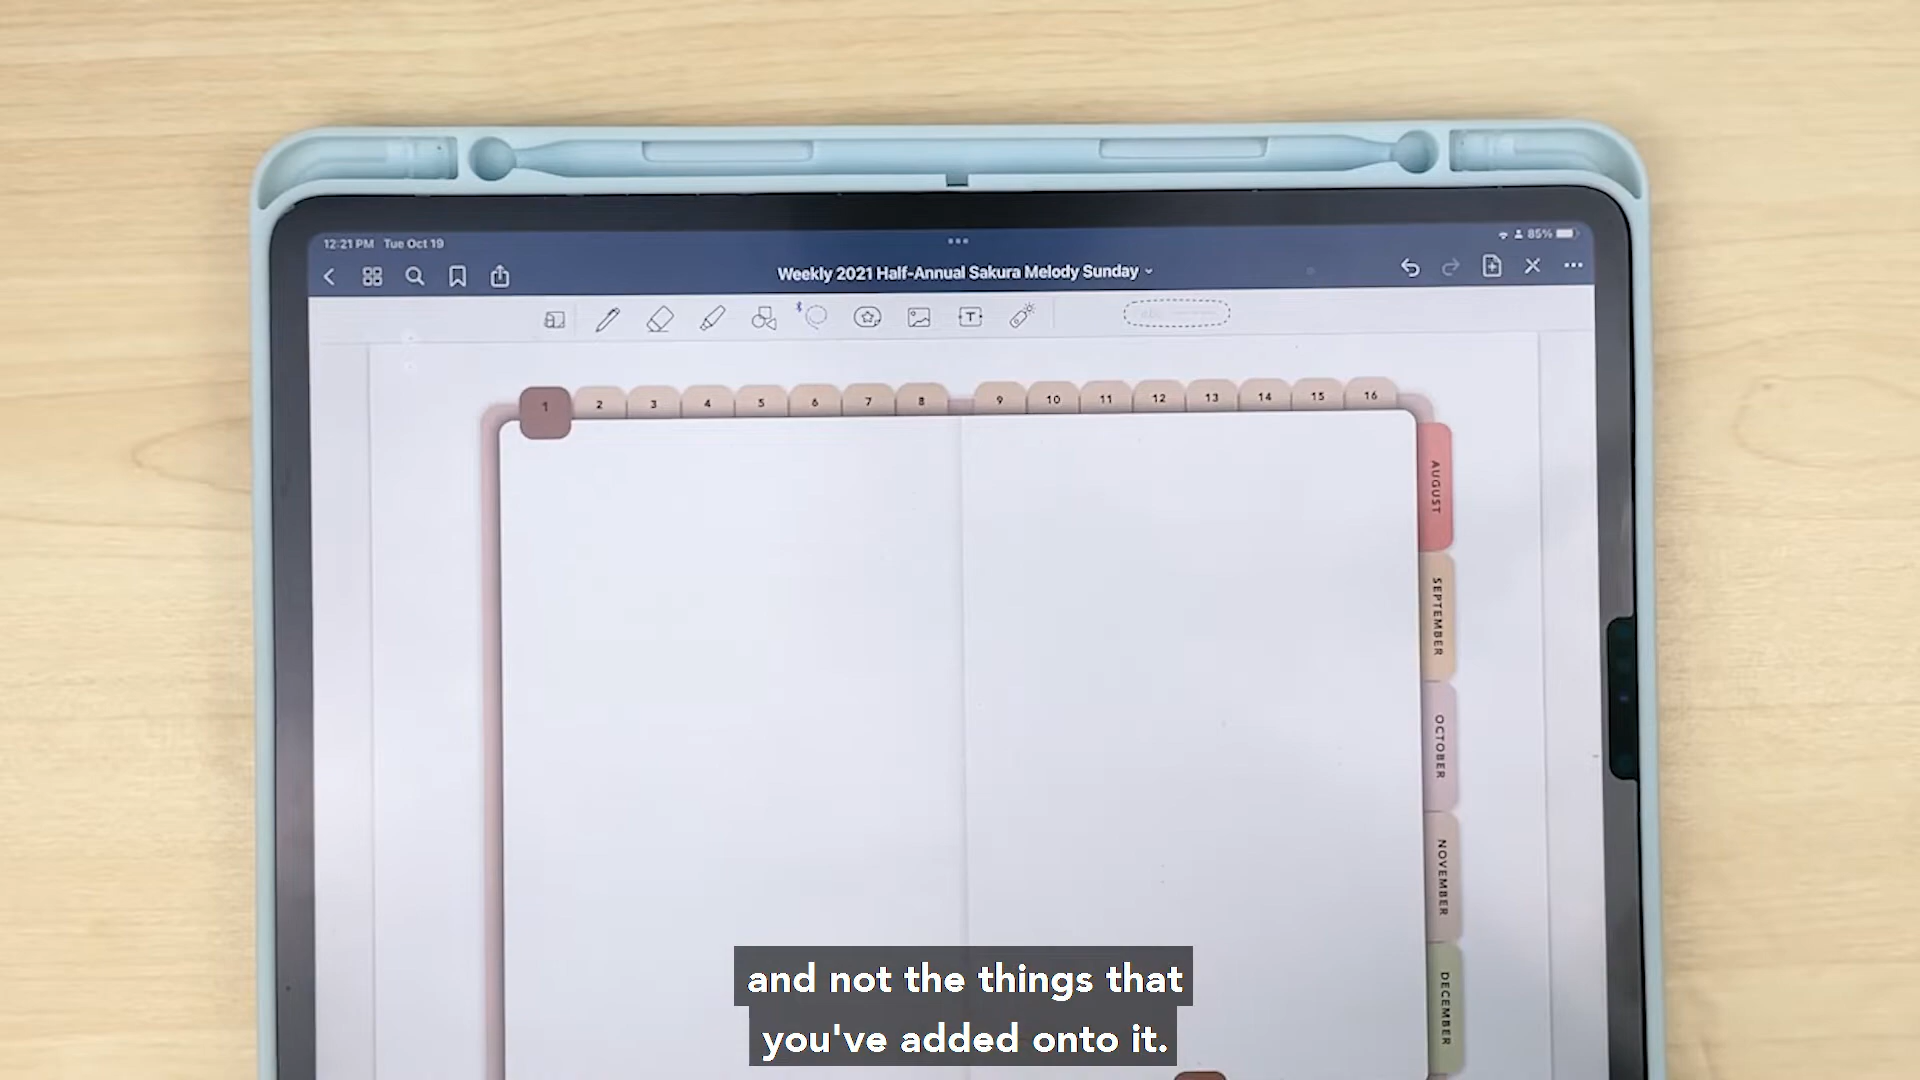 12:21 PM Tue Oct 19
85%
Weekly 2021 Half-Annual Sakura Melody Sunday
T
1 2 3 4 5 6 7 8 9 10 11 12 13 14 15 16
AUGUST
SEPTEMBER
OCTOBER
NOVEMBER
DECEMBER
and not the things that
you've added onto it.